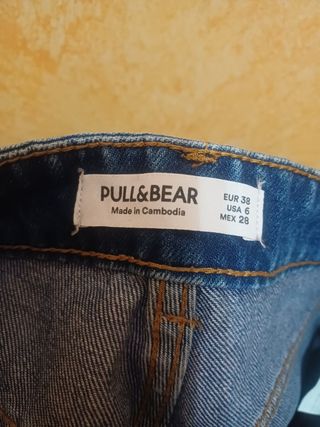 PULL&BEAR
Made in Cambodia
EUR 38
USA 6
MEX 28